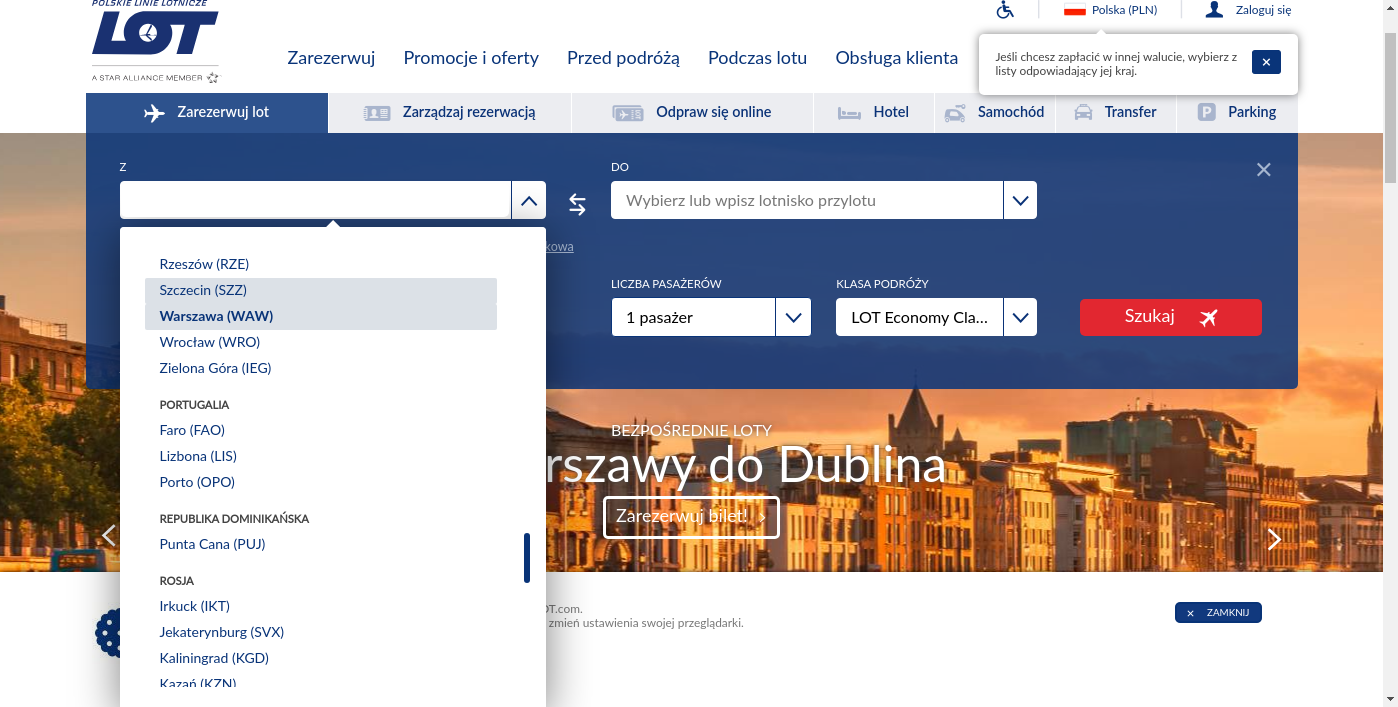 POLSKIE LINIE LOTNICZE
LOT
A STAR ALLIANCE MEMBER
Polska (PLN)
Zaloguj się
Zarezerwuj
Promocje i oferty
Przed podróżą
Podczas lotu
Obsługa klienta
Jeśli chcesz zapłacić w innej walucie, wybierz z
listy odpowiadający jej kraj.
Zarezerwuj lot
Zarządzaj rezerwacją
Odpraw się online
Hotel
Samochód
Transfer
Parking
Z
DO
Wybierz lub wpisz lotnisko przylotu
kowa
Rzeszów (RZE)
Szczecin (SZZ)
Warszawa (WAW)
Wrocław (WRO)
Zielona Góra (IEG)
PORTUGALIA
Faro (FAO)
Lizbona (LIS)
Porto (OPO)
REPUBLIKA DOMINIKAŃSKA
Punta Cana (PUJ)
ROSJA
Irkuck (IKT)
Jekaterynburg (SVX)
Kaliningrad (KGD)
Kazań (KZN)
LICZBA PASAŻERÓW
1 pasażer
KLASA PODRÓŻY
LOT Economy Cla...
Szukaj
BEZPOŚREDNIE LOTY
rszawy do Dublina
Zarezerwuj bilet!
OT.com.
zmień ustawienia swojej przeglądarki.
ZAMKNIJ